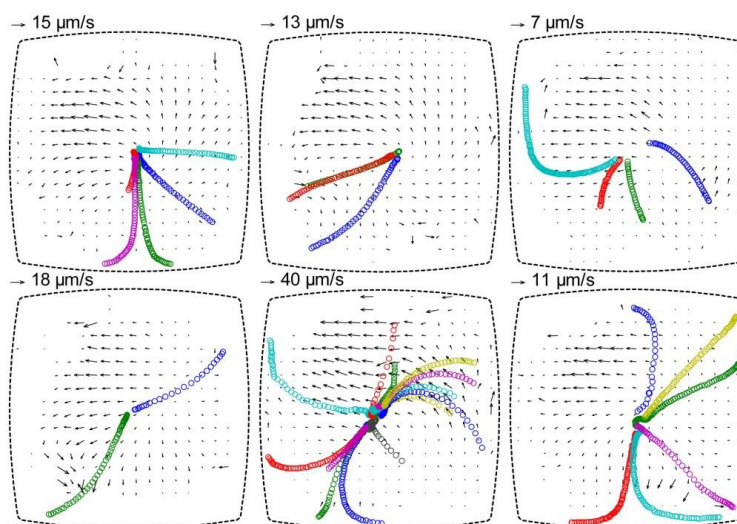 → 15 µm/s
→ 13 µm/s
→ 7 µm/s
→ 18 µm/s
→ 40 µm/s
→ 11 µm/s